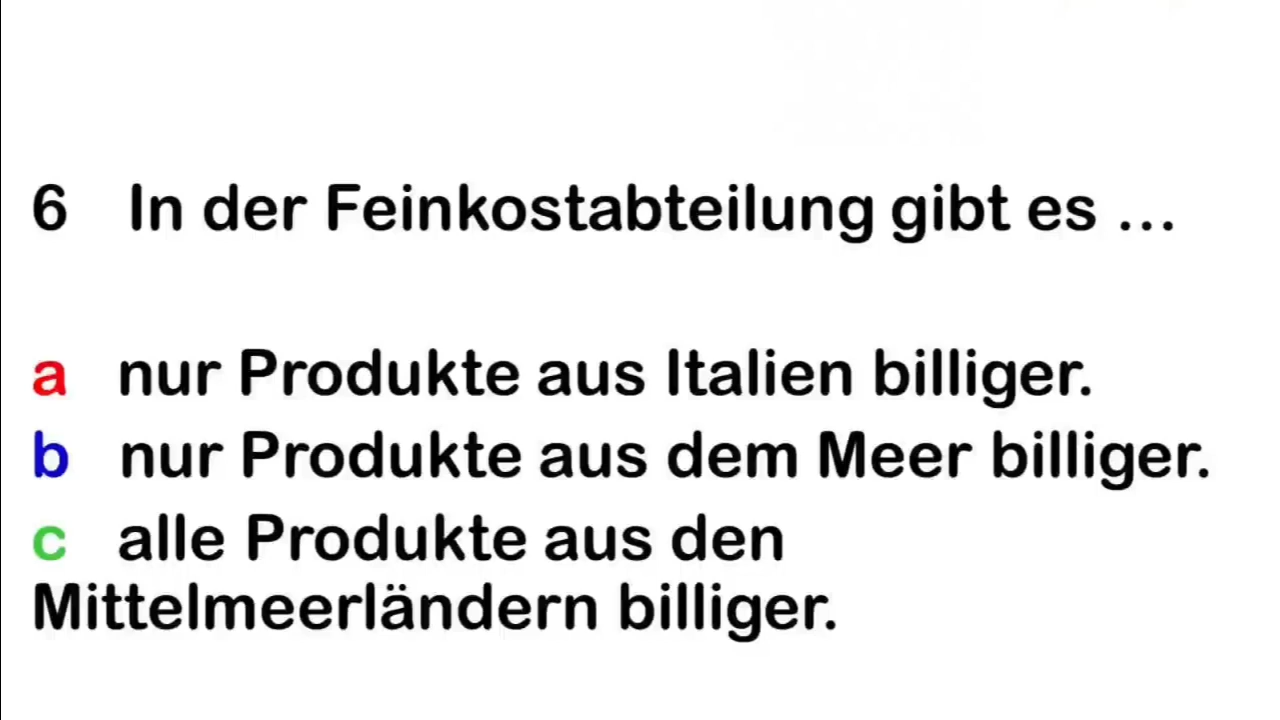 6 In der Feinkostabteilung gibt es ...
a nur Produkte aus Italien billiger.
b nur Produkte aus dem Meer billiger.
c alle Produkte aus den
Mittelmeerländern billiger.